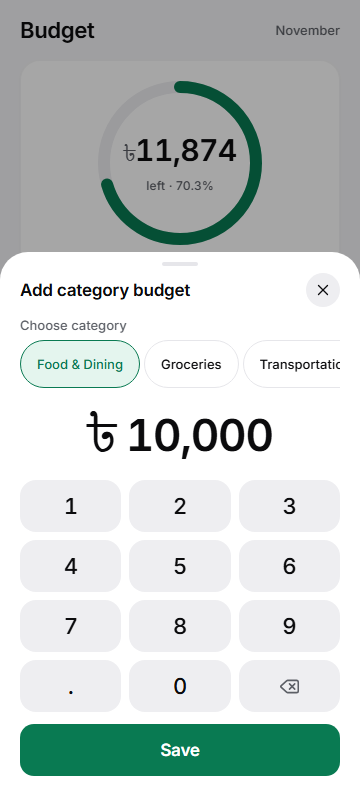 Budget
November
৳11,874
left · 70.3%
Add category budget
Choose category
Food & Dining
Groceries
Transportatio
৳ 10,000
1
2
3
4
5
6
7
8
9
.
0
Save